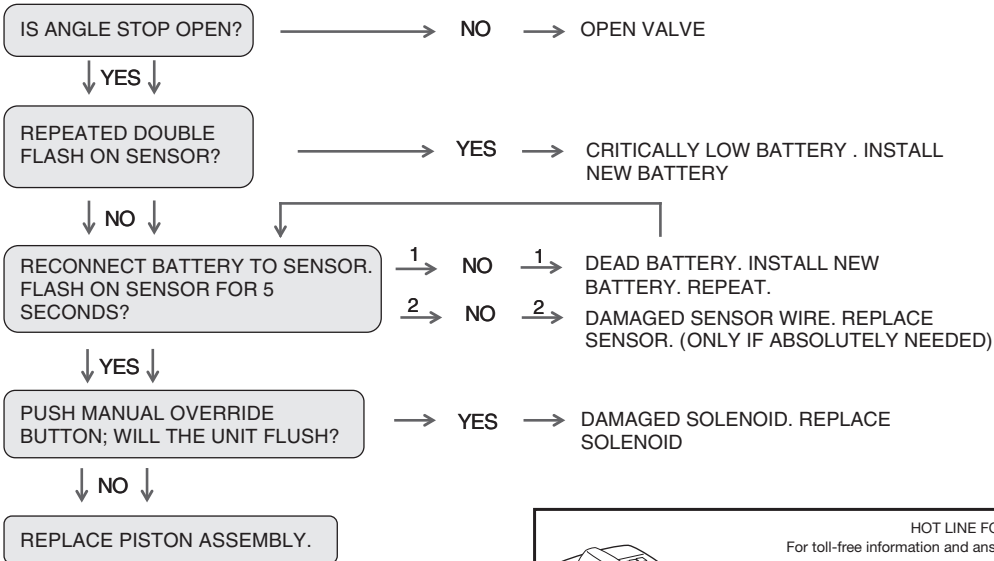 IS ANGLE STOP OPEN?
NO
OPEN VALVE
YES
REPEATED DOUBLE
FLASH ON SENSOR?
YES
CRITICALLY LOW BATTERY . INSTALL
NEW BATTERY
NO
RECONNECT BATTERY TO SENSOR.
FLASH ON SENSOR FOR 5
SECONDS?
1 NO 1
DEAD BATTERY. INSTALL NEW
BATTERY. REPEAT.
2 NO 2
DAMAGED SENSOR WIRE. REPLACE
SENSOR. (ONLY IF ABSOLUTELY NEEDED)
YES
PUSH MANUAL OVERRIDE
BUTTON; WILL THE UNIT FLUSH?
YES
DAMAGED SOLENOID. REPLACE
SOLENOID
NO
REPLACE PISTON ASSEMBLY.
HOT LINE
For toll-free information and